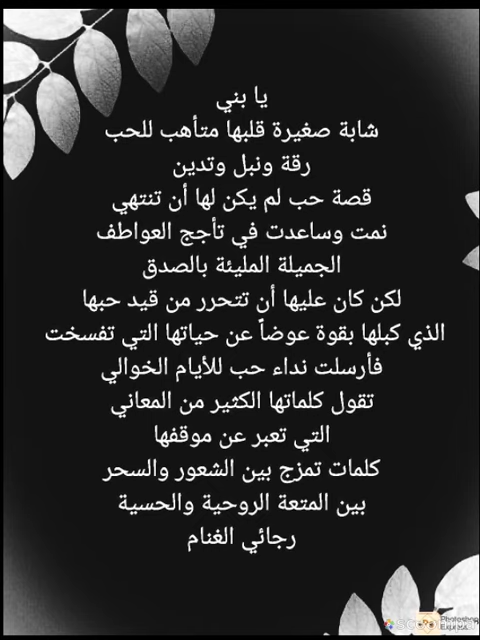 يا بني
شابة صغيرة قلبها متأهب للحب
رقة ونبل وتدين
قصة حب لم يكن لها أن تنتهي
نمت وساعدت في تأجج العواطف
الجميلة المليئة بالصدق
لكن كان عليها أن تتحرر من قيد حبها
الذي كبلها بقوة عوضاً عن حياتها التي تفسخت
فأرسلت نداء حب للأيام الخوالي
تقول كلماتها الكثير من المعاني
التي تعبر عن موقفها
كلمات تمزج بين الشعور والسحر
بين المتعة الروحية والحسية
رجائي الغنام
Photoshop
Express